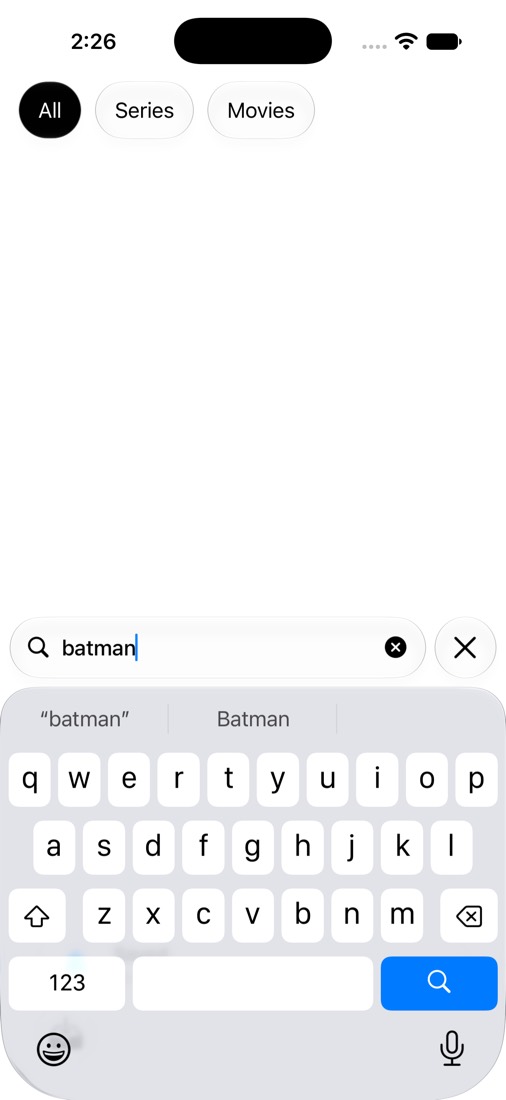 2:26
All Series Movies
batman
“batman” Batman
q w e r t y u i o p
a s d f g h j k l
z x c v b n m
123